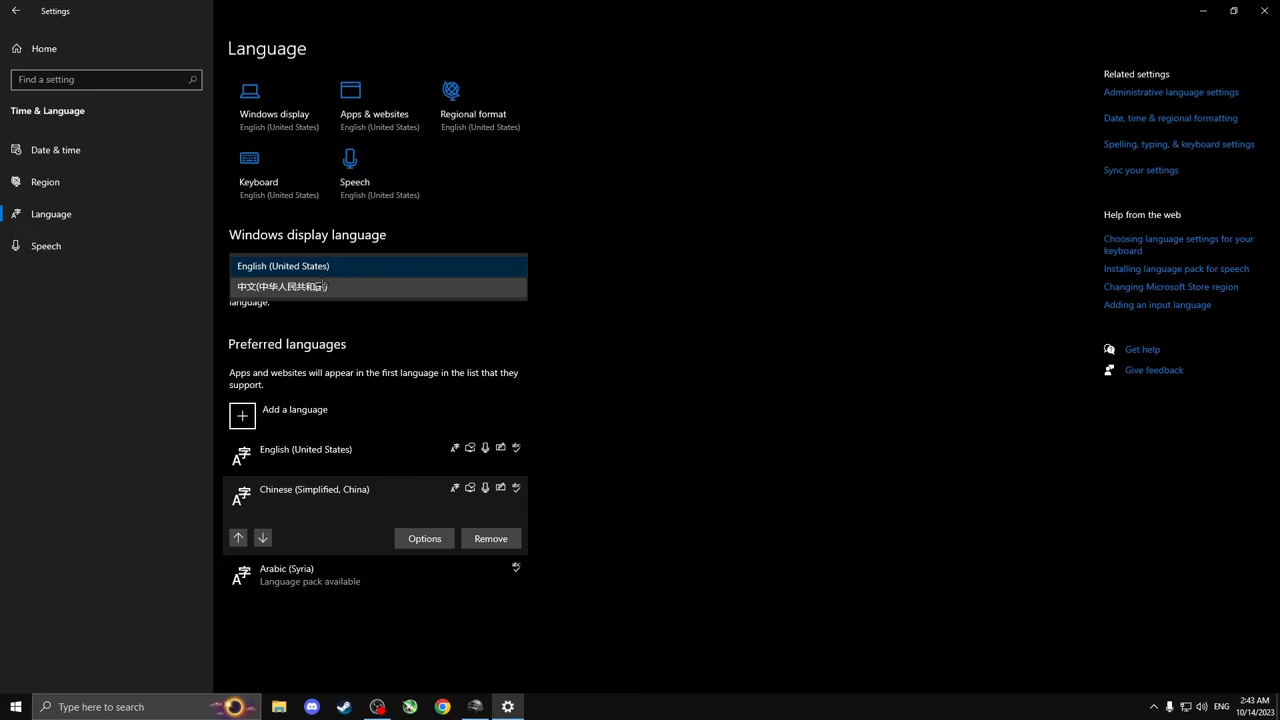 Settings
Home
Find a setting
Time & Language
Date & time
Region
Language
Speech
Language
Windows display
English (United States)
Apps & websites
English (United States)
Regional format
English (United States)
Keyboard
English (United States)
Speech
English (United States)
Windows display language
English (United States)
中文(中华人民共和国)
language.
Preferred languages
Apps and websites will appear in the first language in the list that they
support.
Add a language
English (United States)
Chinese (Simplified, China)
Options
Remove
Arabic (Syria)
Language pack available
Related settings
Administrative language settings
Date, time & regional formatting
Spelling, typing, & keyboard settings
Sync your settings
Help from the web
Choosing language settings for your
keyboard
Installing language pack for speech
Changing Microsoft Store region
Adding an input language
Get help
Give feedback
Type here to search
ENG
2:43 AM
10/14/2023